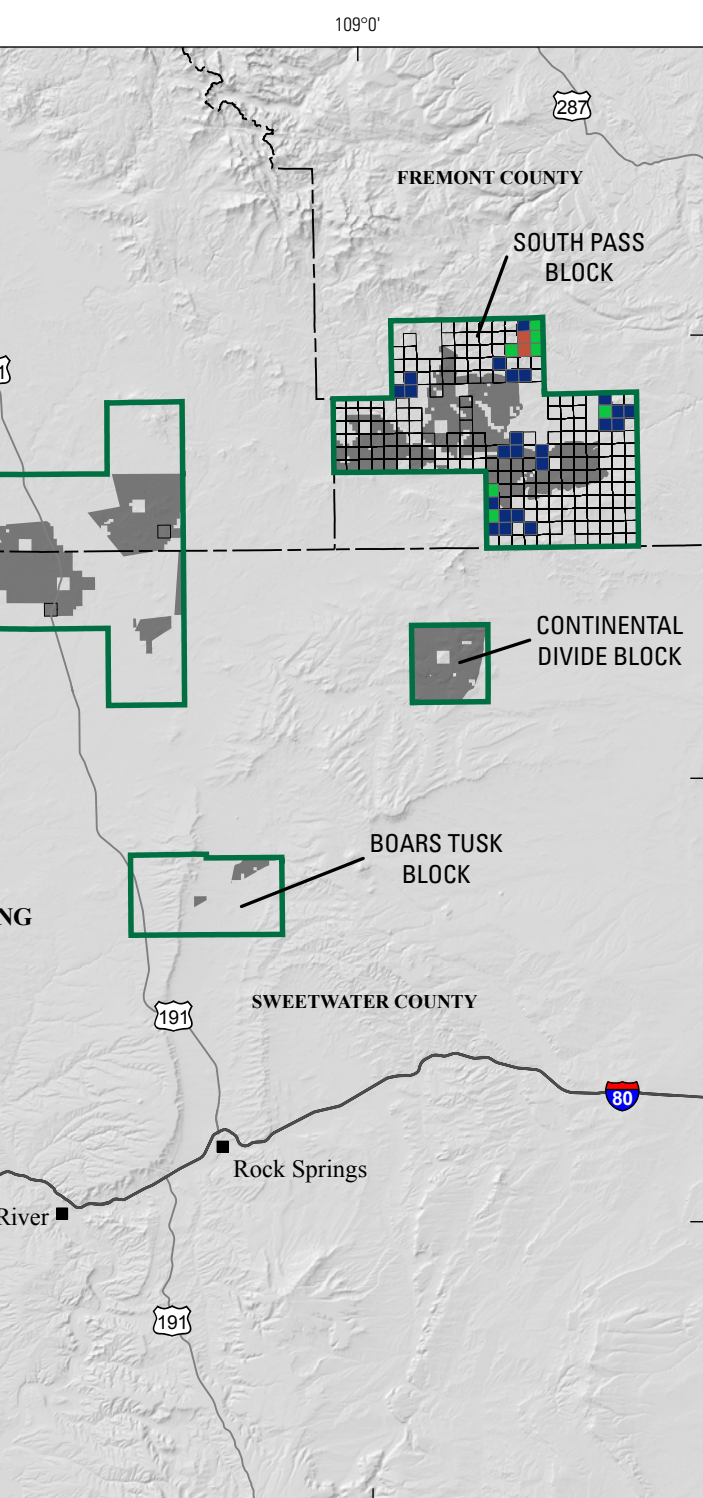 109°0'
287
FREMONT COUNTY
SOUTH PASS
BLOCK
1
CONTINENTAL
DIVIDE BLOCK
BOARS TUSK
BLOCK
NG
SWEETWATER COUNTY
191
80
Rock Springs
River
191